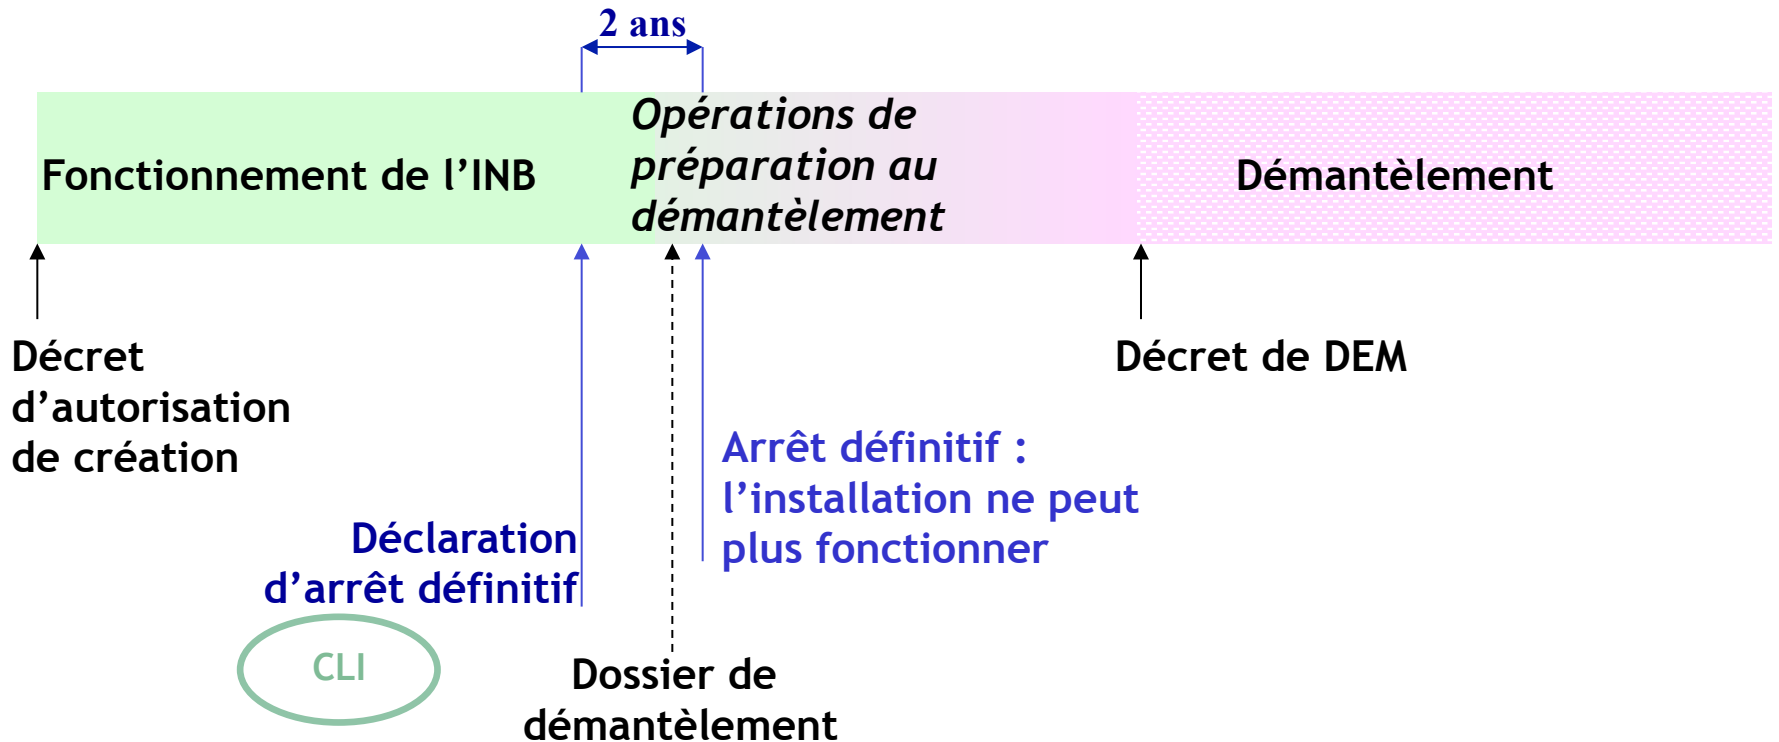 2 ans
Fonctionnement de l’INB
Opérations de
préparation au
démantèlement
Démantèlement
Décret
d’autorisation
de création
Décret de DEM
Arrêt définitif :
l’installation ne peut
plus fonctionner
Déclaration
d’arrêt définitif
CLI
Dossier de
démantèlement